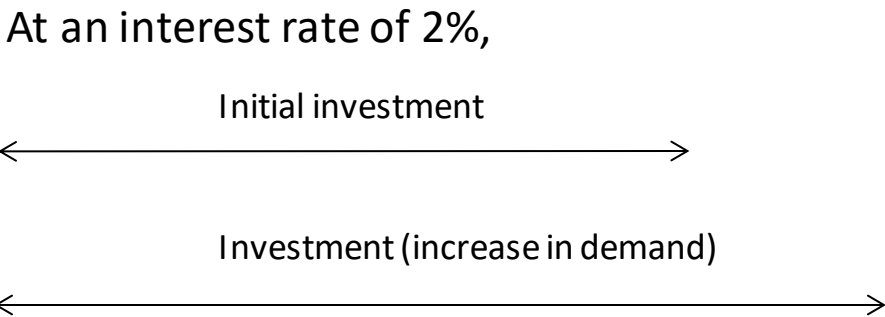 At an interest rate of 2%,
Initial investment
Investment (increase in demand)